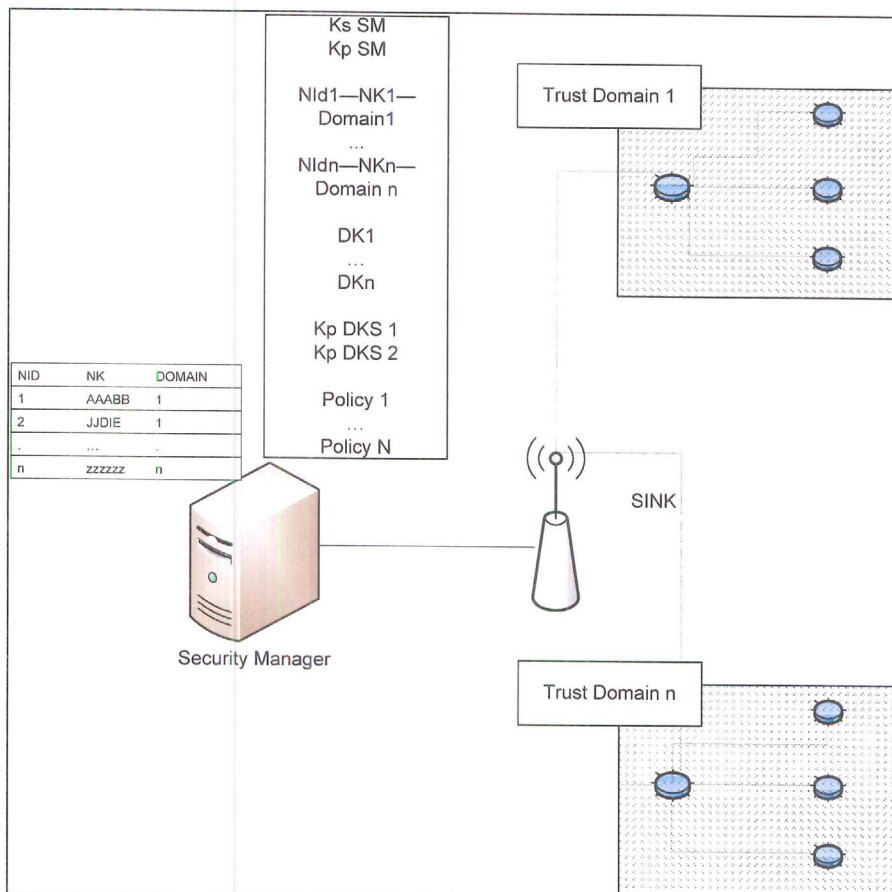 Ks SM
Kp SM
NId1—NK1—
Domain1
...
NIdn—NKn—
Domain n
DK1
...
DKn
Kp DKS 1
Kp DKS 2
Policy 1
...
Policy N
Trust Domain 1
NID NK DOMAIN
1 AAABB 1
2 JJDIE 1
. ... .
n zzzzzz n
SINK
Security Manager
Trust Domain n